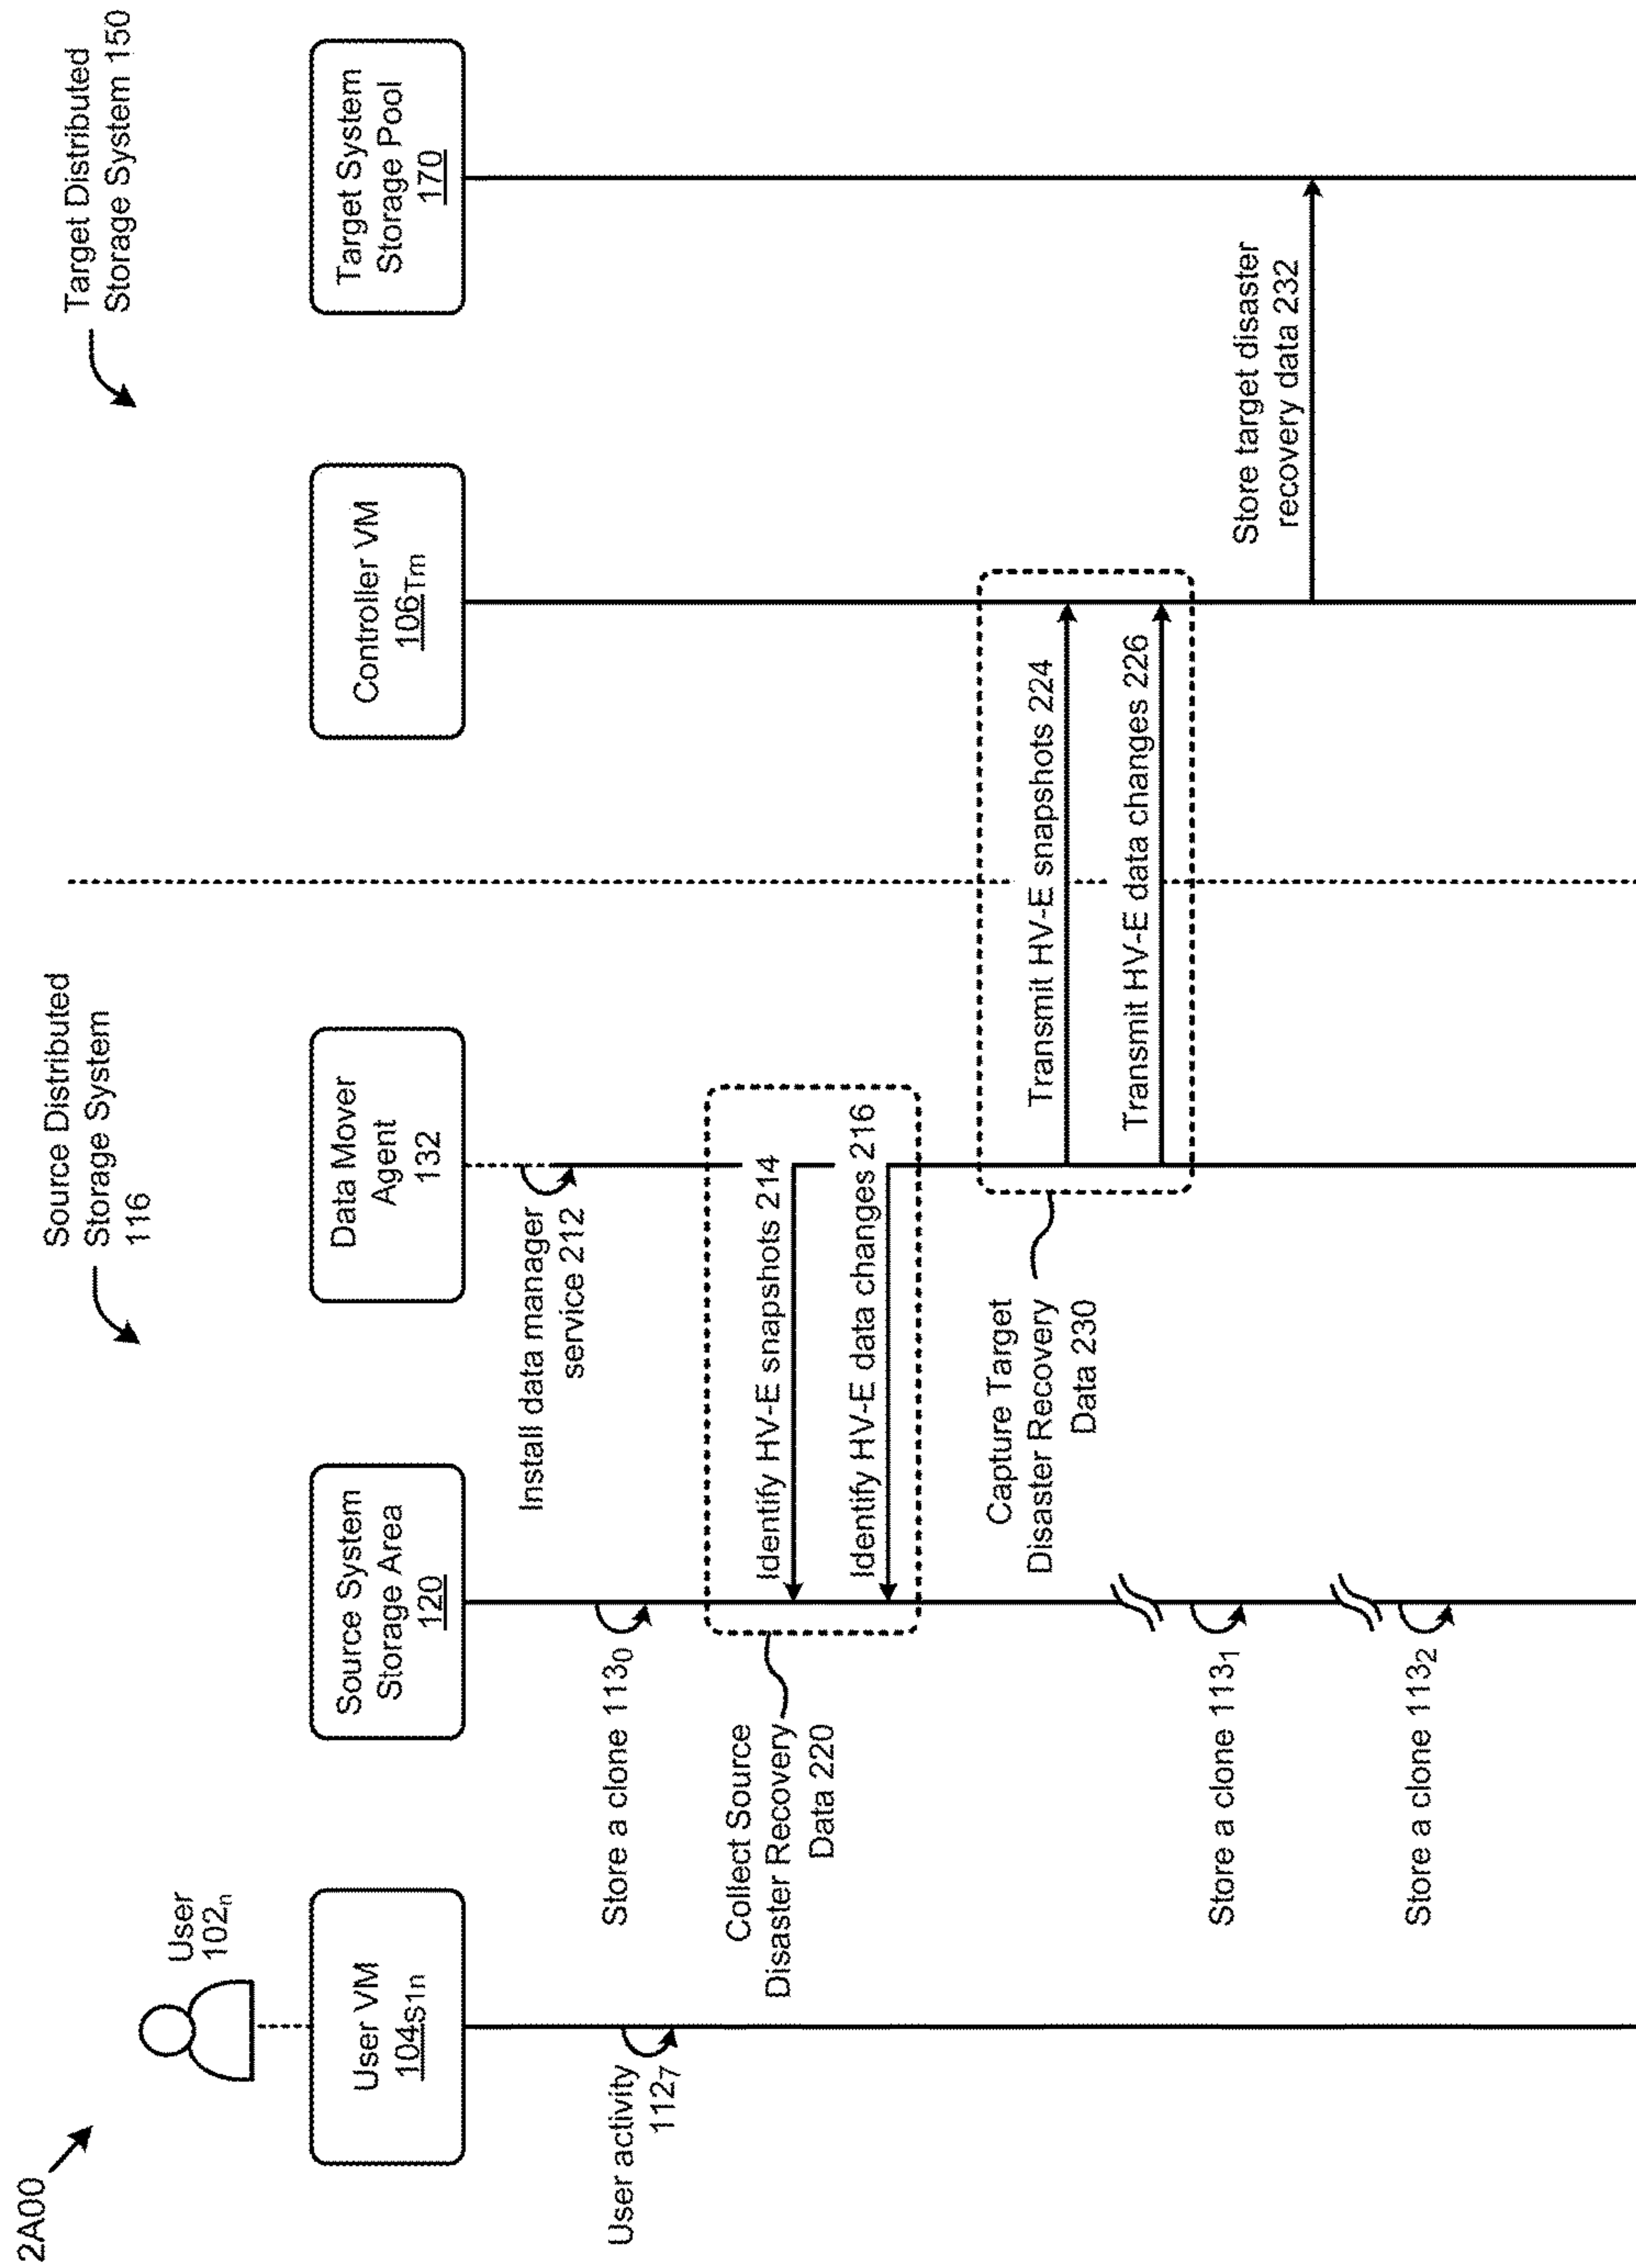 2A00
User
102n
Source Distributed
Storage System
116
Target Distributed
Storage System 150
User VM
104S1n
Source System
Storage Area
120
Data Mover
Agent
132
Controller VM
106Tm
Target System
Storage Pool
170
Install data manager
service 212
Store a clone 1130
User activity
1127
Identify HV-E snapshots 214
Identify HV-E data changes 216
Collect Source
Disaster Recovery
Data 220
Transmit HV-E snapshots 224
Transmit HV-E data changes 226
Capture Target
Disaster Recovery
Data 230
Store a clone 1131
Store target disaster
recovery data 232
Store a clone 1132